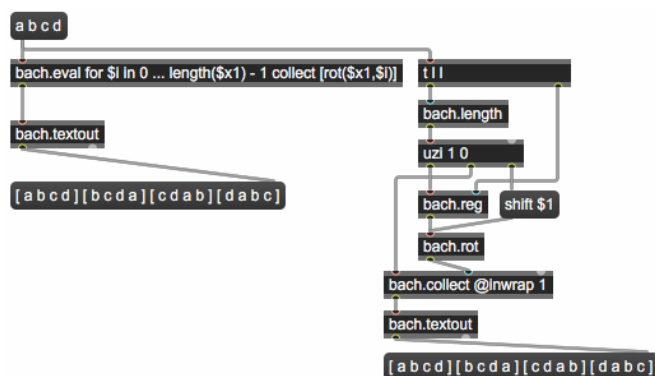 a b c d
bach.eval for $i in 0 ... length($x1) - 1 collect [rot($x1,$i)]
t l l
bach.length
bach.textout
uzi 1 0
[ a b c d ] [ b c d a ] [ c d a b ] [ d a b c ]
bach.reg
shift $1
bach.rot
bach.collect @inwrap 1
bach.textout
[ a b c d ] [ b c d a ] [ c d a b ] [ d a b c ]